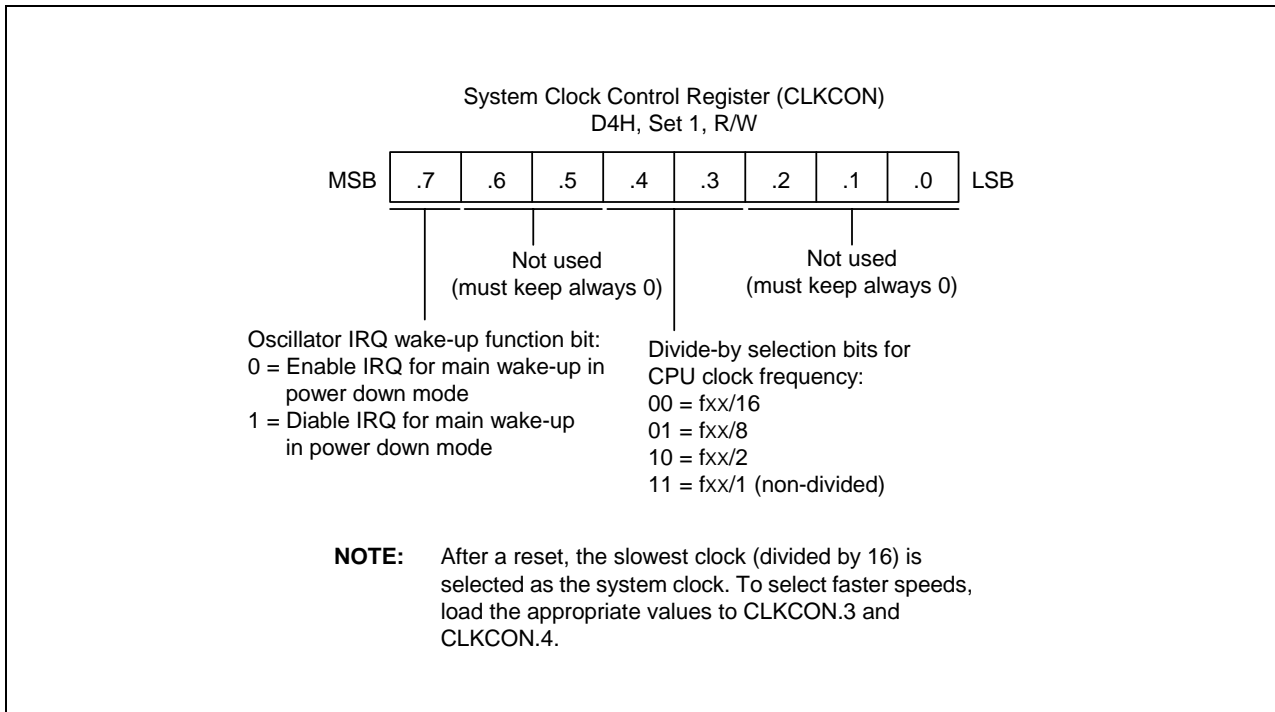 System Clock Control Register (CLKCON)
D4H, Set 1, R/W
MSB .7 .6 .5 .4 .3 .2 .1 .0 LSB
Not used
(must keep always 0)
Not used
(must keep always 0)
Oscillator IRQ wake-up function bit:
0 = Enable IRQ for main wake-up in
power down mode
1 = Diable IRQ for main wake-up
in power down mode
Divide-by selection bits for
CPU clock frequency:
00 = fxx/16
01 = fxx/8
10 = fxx/2
11 = fxx/1 (non-divided)
NOTE: After a reset, the slowest clock (divided by 16) is
selected as the system clock. To select faster speeds,
load the appropriate values to CLKCON.3 and
CLKCON.4.